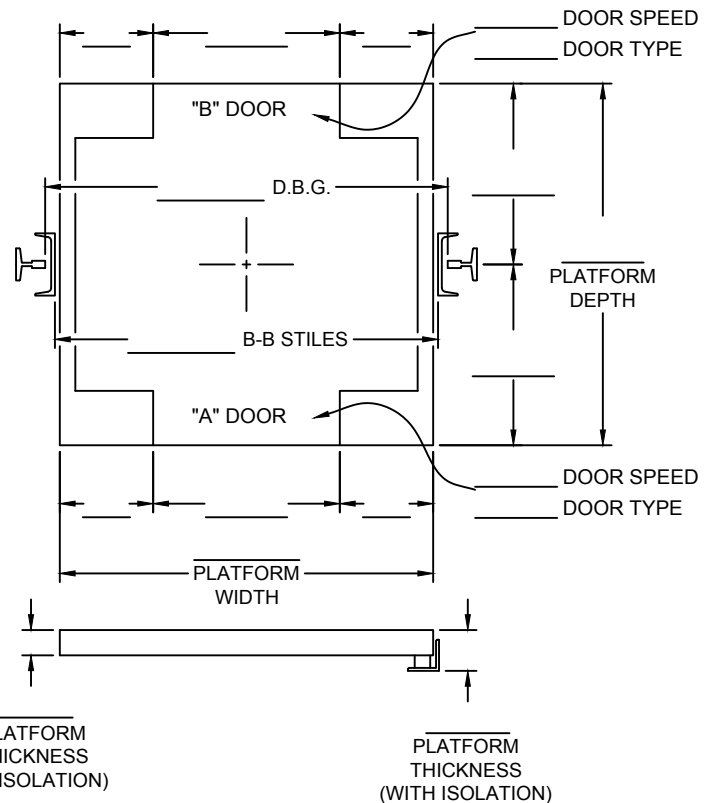 DOOR SPEED
DOOR TYPE
"B" DOOR
D.B.G.
PLATFORM
DEPTH
B-B STILES
"A" DOOR
DOOR SPEED
DOOR TYPE
PLATFORM
WIDTH
LATFORM
HICKNESS
ISOLATION)
PLATFORM
THICKNESS
(WITH ISOLATION)